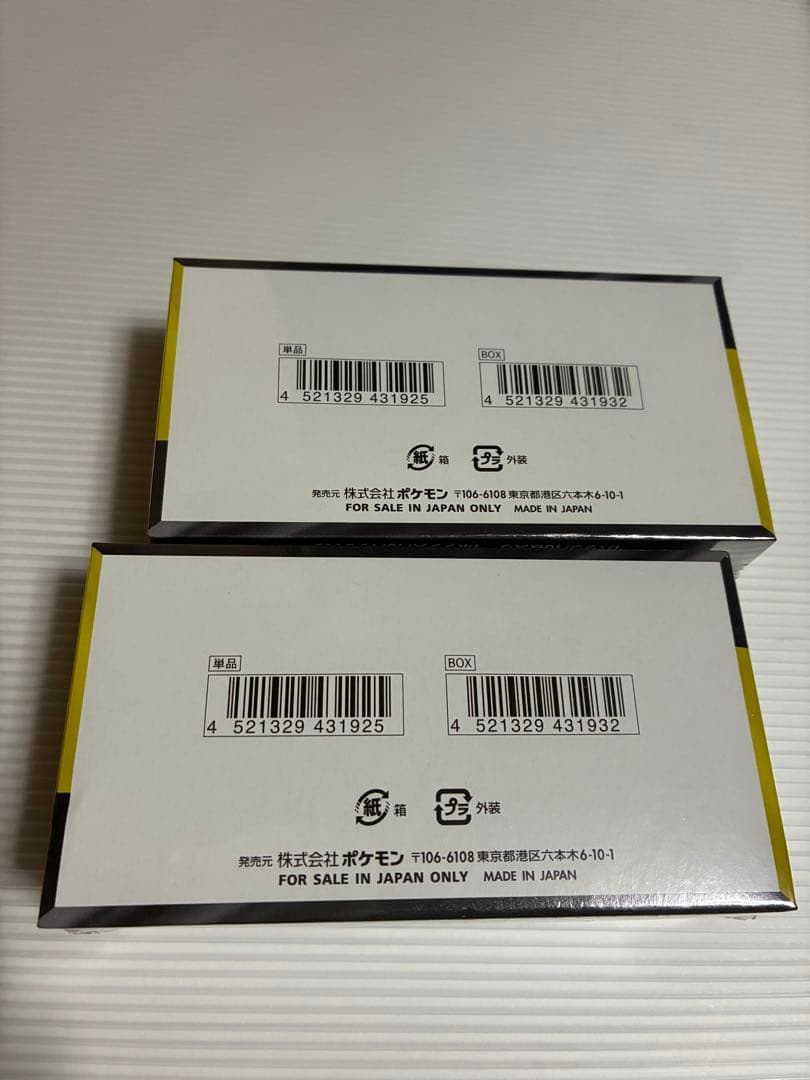 単品
BOX
4 521329 431925
4 521329 431932
紙 箱
プラ 外装
発売元 株式会社 ポケモン 〒106-6108 東京都港区六本木6-10-1
FOR SALE IN JAPAN ONLY MADE IN JAPAN
単品
BOX
4 521329 431925
4 521329 431932
紙 箱
プラ 外装
発売元 株式会社 ポケモン 〒106-6108 東京都港区六本木6-10-1
FOR SALE IN JAPAN ONLY MADE IN JAPAN